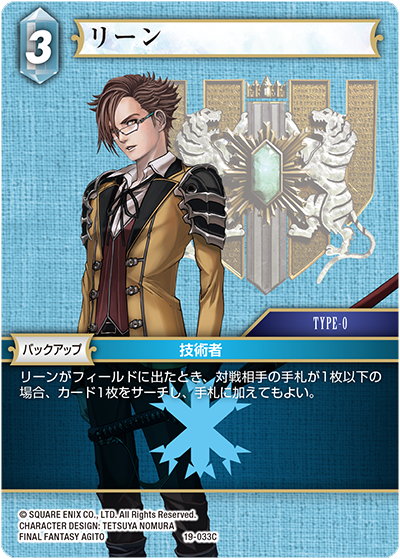 3
リーン
TYPE-0
バックアップ
技術者
リーンがフィールドに出たとき、対戦相手の手札が1枚以下の
場合、カード1枚をサーチし、手札に加えてもよい。
© SQUARE ENIX CO., LTD. All Rights Reserved.
CHARACTER DESIGN: TETSUYA NOMURA
FINAL FANTASY AGITO
19-033C